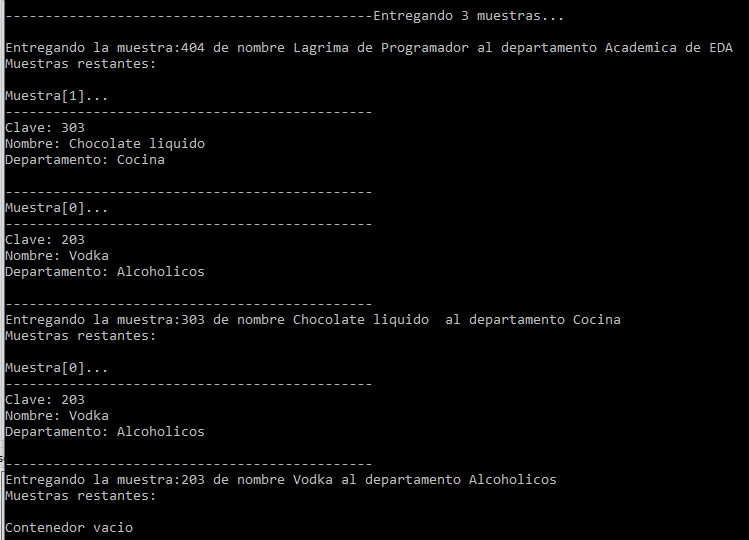 ----------------------------------------------Entregando 3 muestras...
Entregando la muestra:404 de nombre Lagrima de Programador al departamento Academica de EDA
Muestras restantes:
Muestra[1]...
----------------------------------------------
Clave: 303
Nombre: Chocolate liquido
Departamento: Cocina
----------------------------------------------
Muestra[0]...
----------------------------------------------
Clave: 203
Nombre: Vodka
Departamento: Alcoholicos
----------------------------------------------
Entregando la muestra:303 de nombre Chocolate liquido  al departamento Cocina
Muestras restantes:
Muestra[0]...
----------------------------------------------
Clave: 203
Nombre: Vodka
Departamento: Alcoholicos
----------------------------------------------
Entregando la muestra:203 de nombre Vodka al departamento Alcoholicos
Muestras restantes:
Contenedor vacio